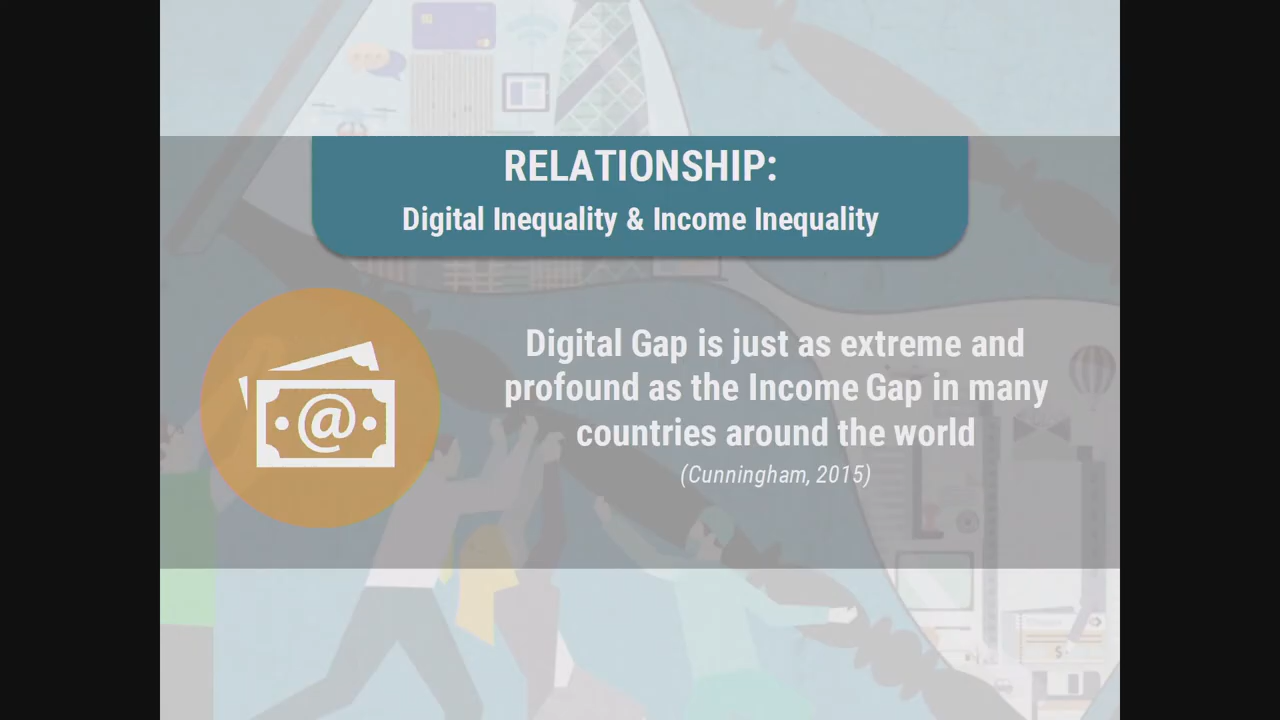 RELATIONSHIP:
Digital Inequality & Income Inequality
@
Digital Gap is just as extreme and
profound as the Income Gap in many
countries around the world
(Cunningham, 2015)
$